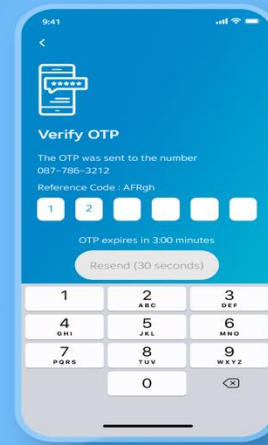 9:41
*****
Verify OTP
The OTP was sent to the number
087-786-3212
Reference Code : AFRgh
1 2
OTP expires in 3:00 minutes
Resend (30 seconds)
1 2 3
ABC DEF
4 5 6
GHI JKL MNO
7 8 9
PQRS TUV WXYZ
0